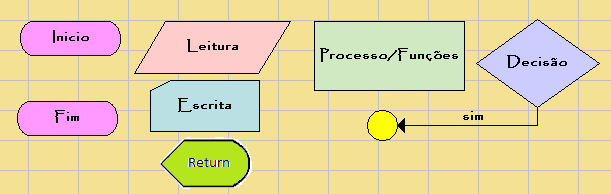 Inicio
Leitura
Processo/Funções
Decisão
Escrita
Fim
sim
Return